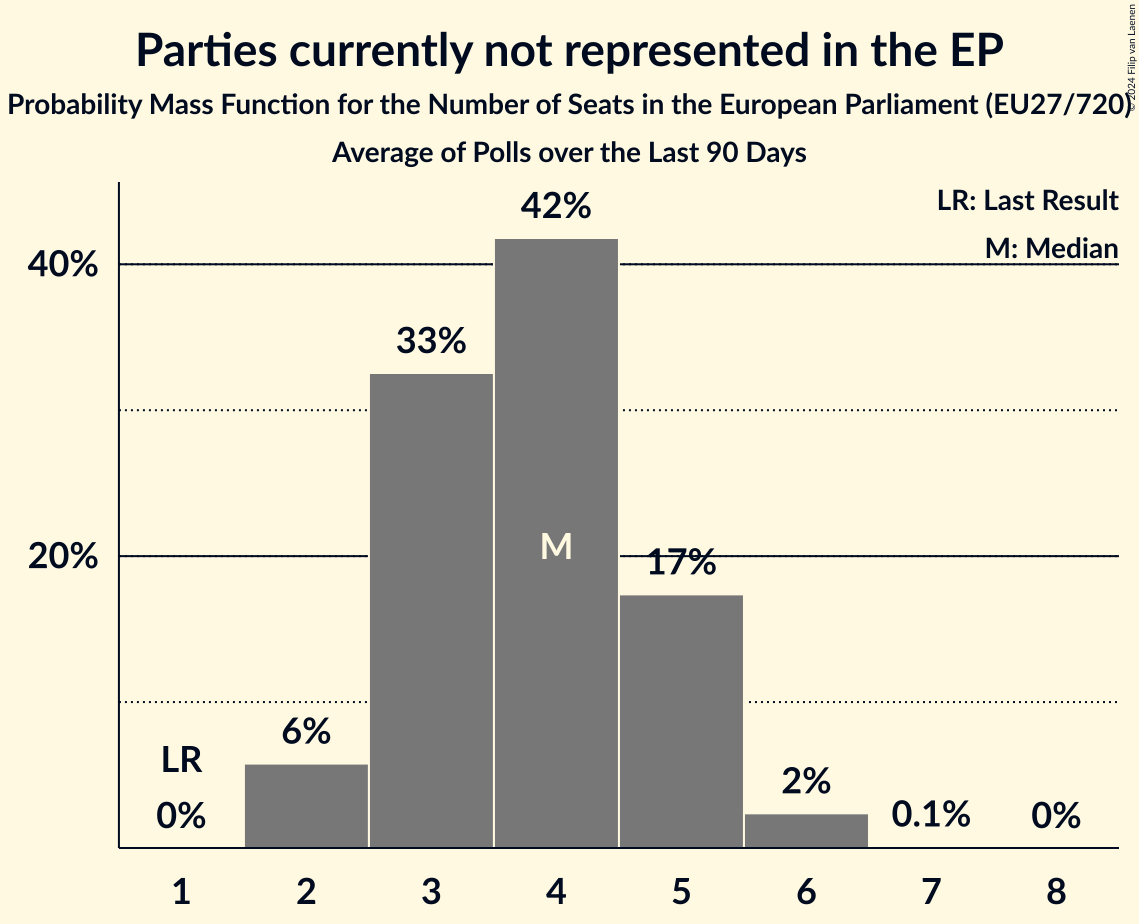 Parties currently not represented in the EP
Probability Mass Function for the Number of Seats in the European Parliament (EU27/720)
Average of Polls over the Last 90 Days
© 2024 Filip van Laenen
LR: Last Result
M: Median
42%
40%
33%
M
20%
17%
6%
LR
0%
2%
0.1%
0%
1 2 3 4 5 6 7 8